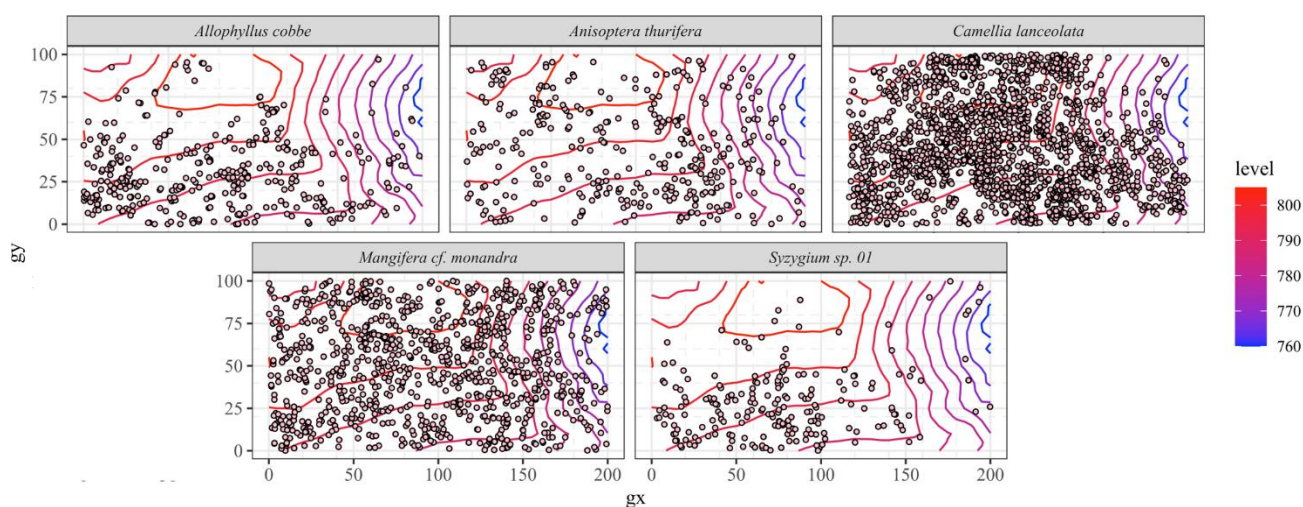 Allophyllus cobbe
Anisoptera thurifera
Camellia lanceolata
100
75
50
25
0
level
800
790
780
770
760
gy
Mangifera cf. monandra
Syzygium sp. 01
100
75
50
25
0
0 50 100 150 200
0 50 100 150 200
gx